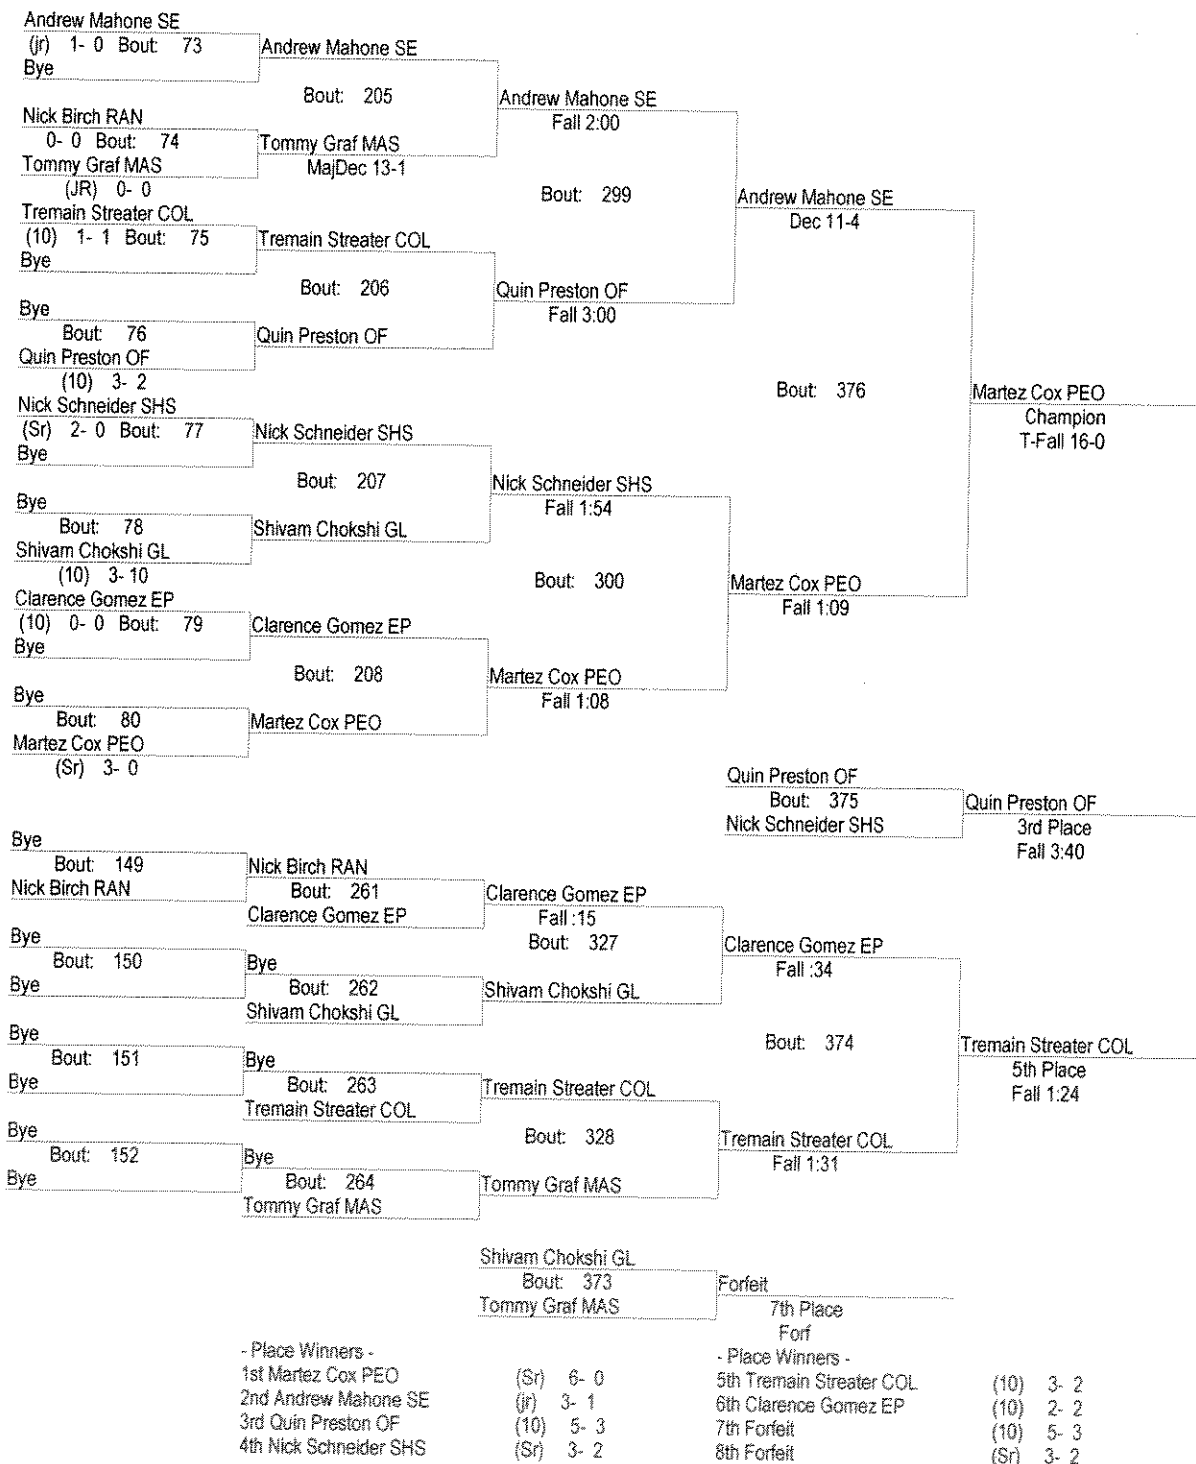 Andrew Mahone SE
(jr) 1- 0 Bout: 73
Bye
Andrew Mahone SE
Bout: 205
Nick Birch RAN
0- 0 Bout: 74
Tommy Graf MAS
(JR) 0- 0
Tommy Graf MAS
MajDec 13-1
Andrew Mahone SE
Fall 2:00
Tremain Streater COL
(10) 1- 1 Bout: 75
Bye
Tremain Streater COL
Bout: 206
Bye
Bout: 76
Quin Preston OF
(10) 3- 2
Quin Preston OF
Quin Preston OF
Fall 3:00
Bout: 299
Andrew Mahone SE
Dec 11-4
Nick Schneider SHS
(Sr) 2- 0 Bout: 77
Bye
Nick Schneider SHS
Bout: 207
Bye
Bout: 78
Shivam Chokshi GL
(10) 3- 10
Shivam Chokshi GL
Nick Schneider SHS
Fall 1:54
Clarence Gomez EP
(10) 0- 0 Bout: 79
Bye
Clarence Gomez EP
Bout: 208
Bye
Bout: 80
Martez Cox PEO
(Sr) 3- 0
Martez Cox PEO
Martez Cox PEO
Fall 1:08
Bout: 300
Martez Cox PEO
Fall 1:09
Bout: 376
Martez Cox PEO
Champion
T-Fall 16-0
Quin Preston OF
Bout: 375
Nick Schneider SHS
Quin Preston OF
3rd Place
Fall 3:40
Bye
Bout: 149
Nick Birch RAN
Nick Birch RAN
Bout: 261
Clarence Gomez EP
Clarence Gomez EP
Fall :15
Bout: 327
Bye
Bout: 150
Bye
Bye
Bout: 262
Shivam Chokshi GL
Shivam Chokshi GL
Clarence Gomez EP
Fall :34
Bye
Bout: 151
Bye
Bye
Bout: 263
Tremain Streater COL
Tremain Streater COL
Bout: 328
Bye
Bout: 152
Bye
Bye
Bout: 264
Tommy Graf MAS
Tommy Graf MAS
Tremain Streater COL
Fall 1:31
Bout: 374
Tremain Streater COL
5th Place
Fall 1:24
Shivam Chokshi GL
Bout: 373
Tommy Graf MAS
Forfeit
7th Place
Forf
- Place Winners -
1st Martez Cox PEO (Sr) 6- 0
2nd Andrew Mahone SE (jr) 3- 1
3rd Quin Preston OF (10) 5- 3
4th Nick Schneider SHS (Sr) 3- 2
- Place Winners -
5th Tremain Streater COL (10) 3- 2
6th Clarence Gomez EP (10) 2- 2
7th Forfeit (10) 5- 3
8th Forfeit (Sr) 3- 2